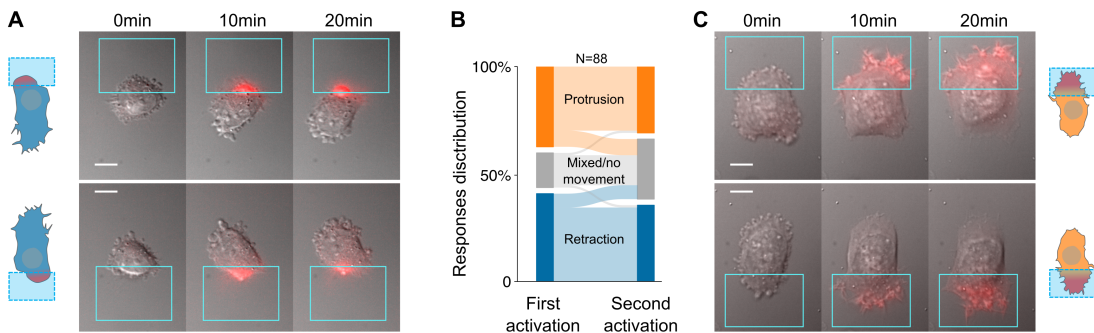 A
0min 10min 20min
B
N=88
100%
50%
0
Responses disctribution
Protrusion
Mixed/no
movement
Retraction
First
activation
Second
activation
C
0min 10min 20min